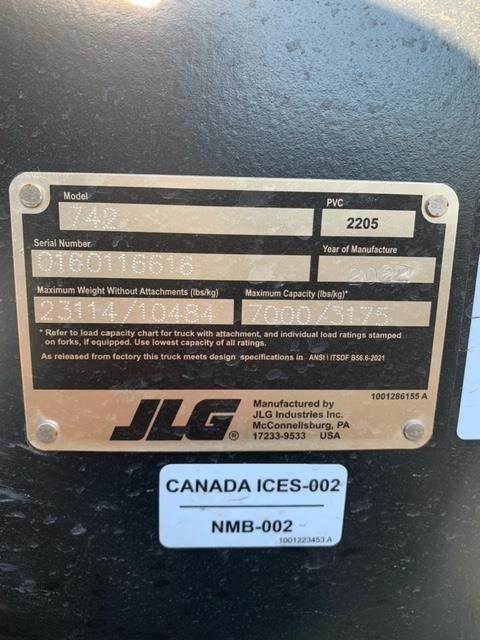 Model
742
PVC
2205
Serial Number
0160116616
Year of Manufacture
2022
Maximum Weight Without Attachments (lbs/kg)
23114/10484
Maximum Capacity (lbs/kg)*
7000/3175
* Refer to load capacity chart for truck with attachment, and individual load ratings stamped
on forks, if equipped. Use lowest capacity of all ratings.
As released from factory this truck meets design specifications in ANSI \ ITSDF B56.6-2021
1001286155 A
JLG®
Manufactured by
JLG Industries Inc.
McConnellsburg, PA
17233-9533 USA
CANADA ICES-002
NMB-002
1001223453 A